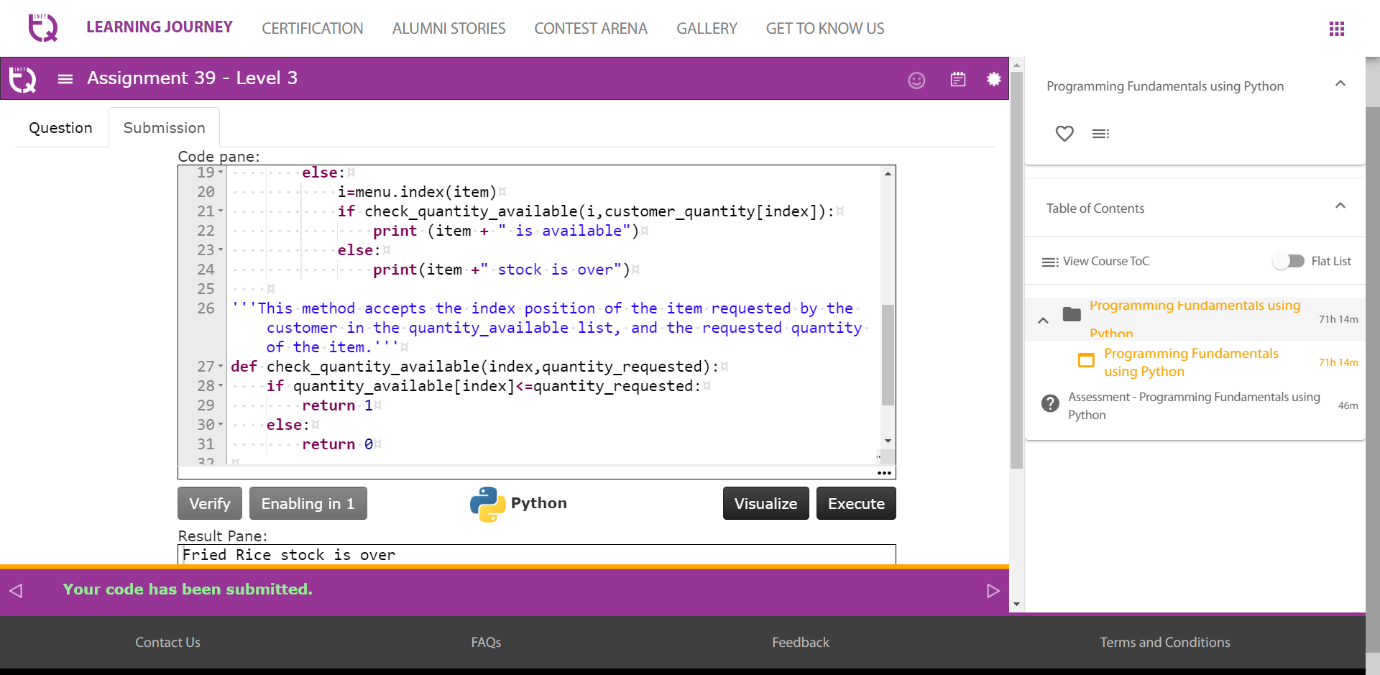 LEARNING JOURNEY CERTIFICATION ALUMNI STORIES CONTEST ARENA GALLERY GET TO KNOW US
Assignment 39 - Level 3
Question Submission
Code pane:
19 else:
20 i=menu.index(item)
21 if check_quantity_available(i,customer_quantity[index]):
22 print (item + " is available")
23 else:
24 print(item +" stock is over")
25
26 '''This method accepts the index position of the item requested by the
customer in the quantity_available list, and the requested quantity
of the item.'''
27 def check_quantity_available(index,quantity_requested):
28 if quantity_available[index]<=quantity_requested:
29 return 1
30 else:
31 return 0
32
Verify Enabling in 1 Python Visualize Execute
Result Pane:
Fried Rice stock is over
Your code has been submitted.
Programming Fundamentals using Python
Table of Contents
View Course ToC Flat List
Programming Fundamentals using
Python
71h 14m
Programming Fundamentals
using Python
71h 14m
Assessment - Programming Fundamentals using
Python
46m
Contact Us FAQs Feedback Terms and Conditions